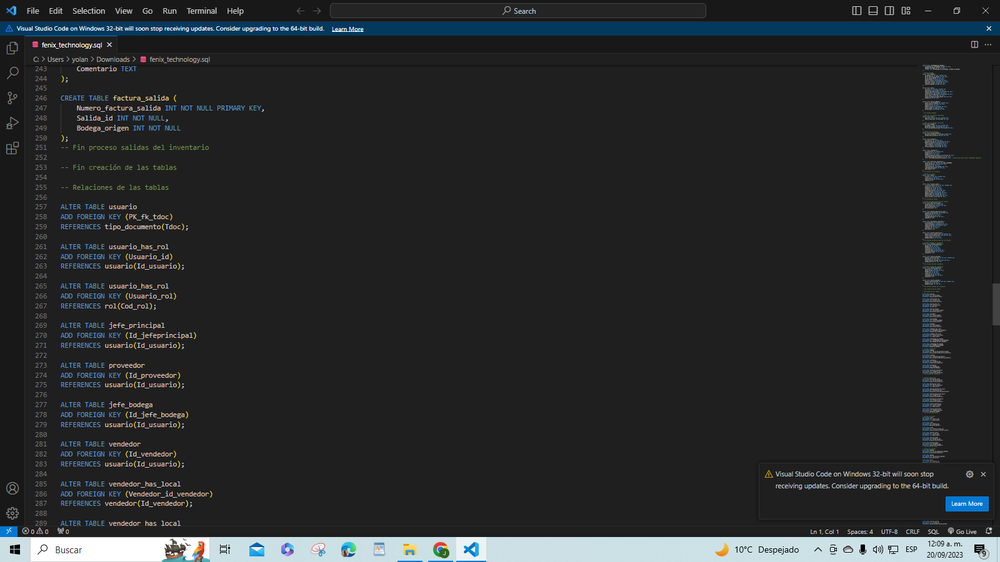 File Edit Selection View Go Run Terminal Help
Search
Visual Studio Code on Windows 32-bit will soon stop receiving updates. Consider upgrading to the 64-bit build. Learn More
fenix_technology.sql
C: > Users > yolan > Downloads > fenix_technology.sql
243 Comentario TEXT
244 );
245
246 CREATE TABLE factura_salida (
247 Numero_factura_salida INT NOT NULL PRIMARY KEY,
248 Salida_id INT NOT NULL,
249 Bodega_origen INT NOT NULL
250 );
251 -- Fin proceso salidas del inventario
252
253 -- Fin creación de las tablas
254
255 -- Relaciones de las tablas
256
257 ALTER TABLE usuario
258 ADD FOREIGN KEY (PK_fk_tdoc)
259 REFERENCES tipo_documento(Tdoc);
260
261 ALTER TABLE usuario_has_rol
262 ADD FOREIGN KEY (Usuario_id)
263 REFERENCES usuario(Id_usuario);
264
265 ALTER TABLE usuario_has_rol
266 ADD FOREIGN KEY (Usuario_rol)
267 REFERENCES rol(Cod_rol);
268
269 ALTER TABLE jefe_principal
270 ADD FOREIGN KEY (Id_jefeprincipal)
271 REFERENCES usuario(Id_usuario);
272
273 ALTER TABLE proveedor
274 ADD FOREIGN KEY (Id_proveedor)
275 REFERENCES usuario(Id_usuario);
276
277 ALTER TABLE jefe_bodega
278 ADD FOREIGN KEY (Id_jefe_bodega)
279 REFERENCES usuario(Id_usuario);
280
281 ALTER TABLE vendedor
282 ADD FOREIGN KEY (Id_vendedor)
283 REFERENCES usuario(Id_usuario);
284
285 ALTER TABLE vendedor_has_local
286 ADD FOREIGN KEY (Vendedor_id_vendedor)
287 REFERENCES vendedor(Id_vendedor);
288
289 ALTER TABLE vendedor_has_local
Visual Studio Code on Windows 32-bit will soon stop
receiving updates. Consider upgrading to the 64-bit build.
Learn More
0 0 0 Ln 1, Col 1 Spaces: 4 UTF-8 CRLF SQL Go Live
Buscar
10°C Despejado
ESP
12:09 a. m.
20/09/2023
9